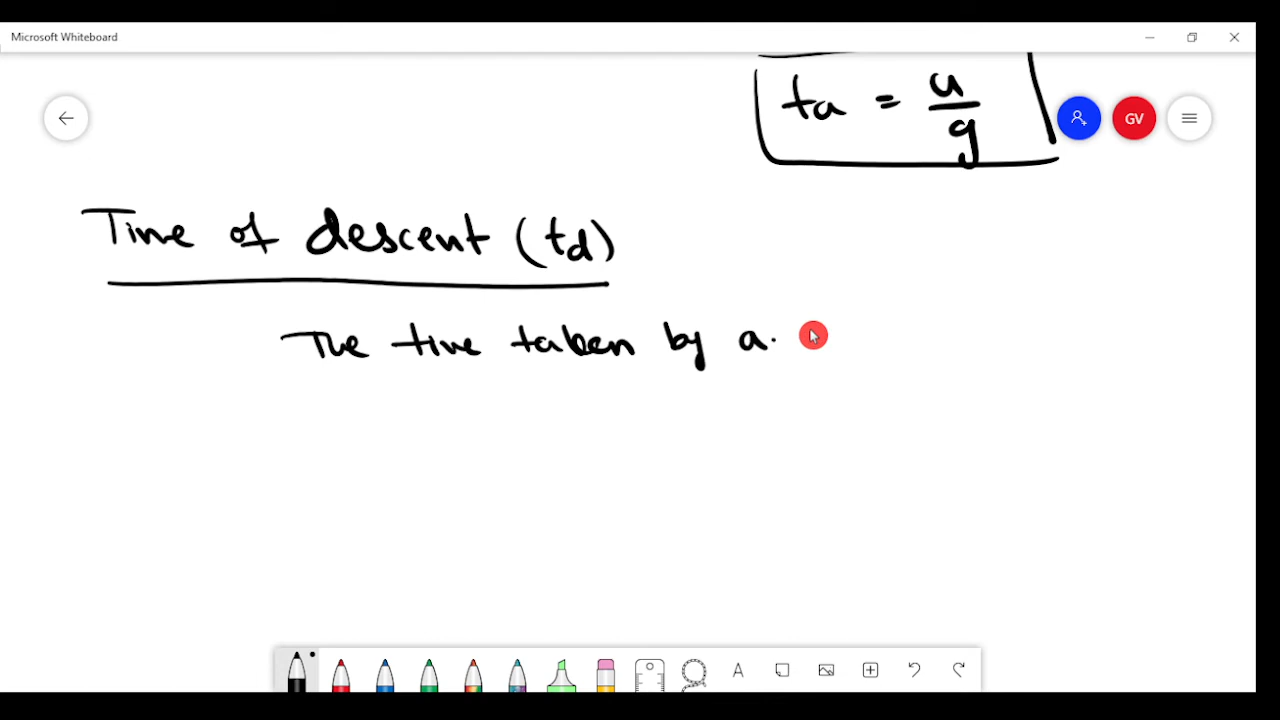 Microsoft Whiteboard
ta = u/g
GV
Time of descent (td)
The time taken by a.
A